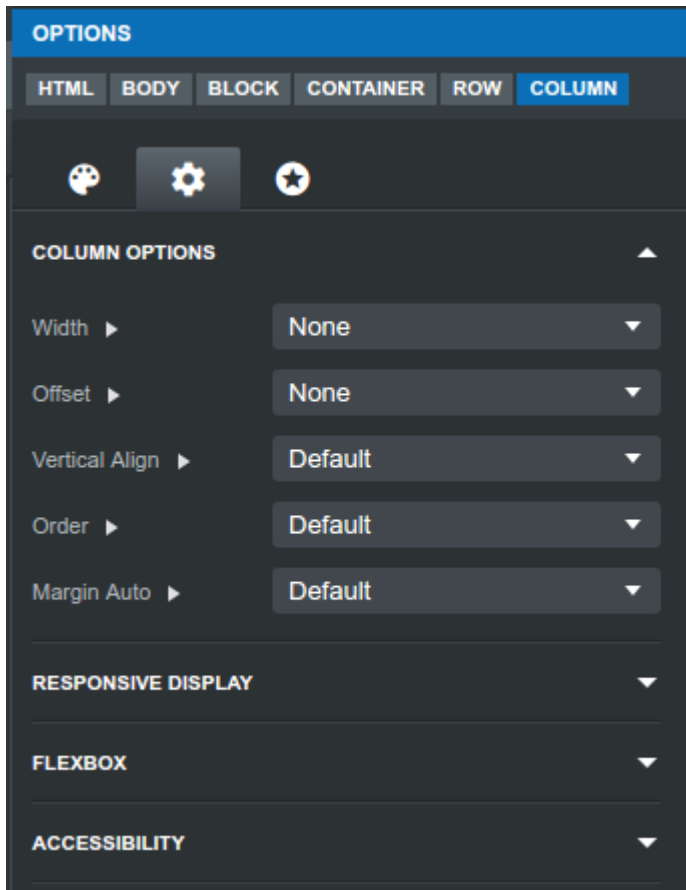 OPTIONS
HTML BODY BLOCK CONTAINER ROW COLUMN
COLUMN OPTIONS
Width None
Offset None
Vertical Align Default
Order Default
Margin Auto Default
RESPONSIVE DISPLAY
FLEXBOX
ACCESSIBILITY